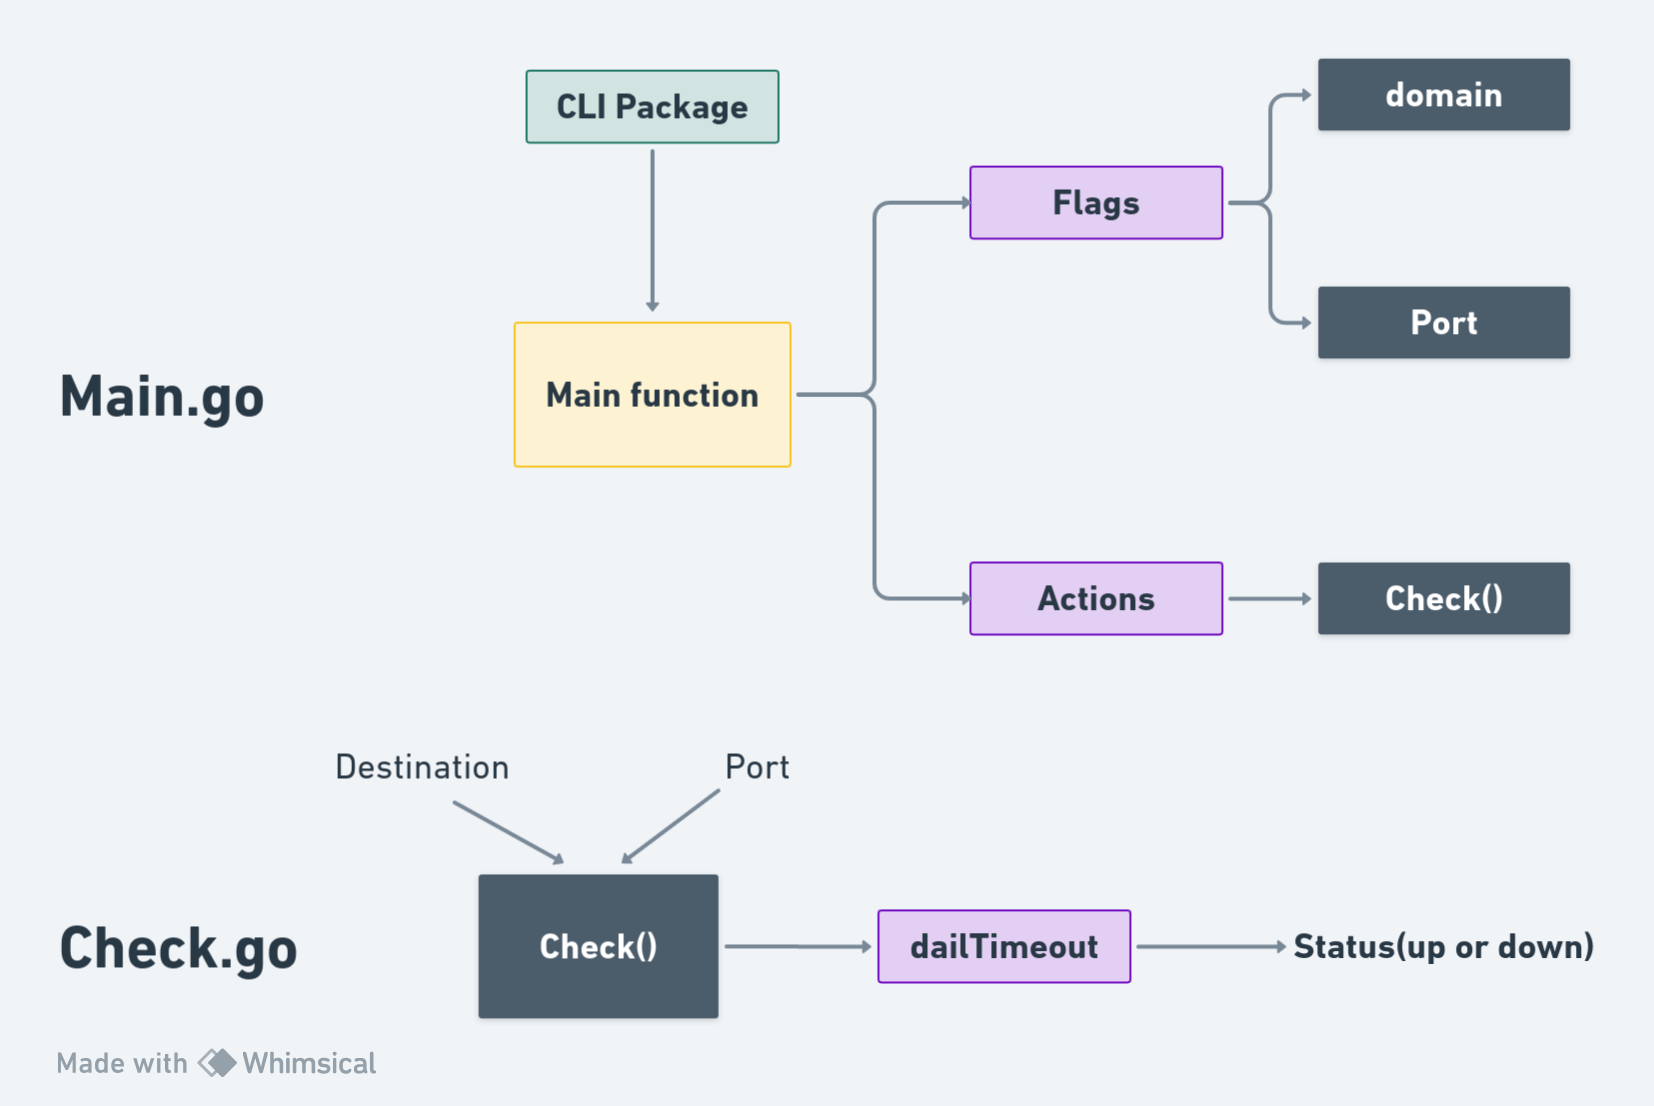 CLI Package
domain
Flags
Port
Main.go
Main function
Actions
Check()
Destination
Port
Check.go
Check()
dailTimeout
Status(up or down)
Made with Whimsical